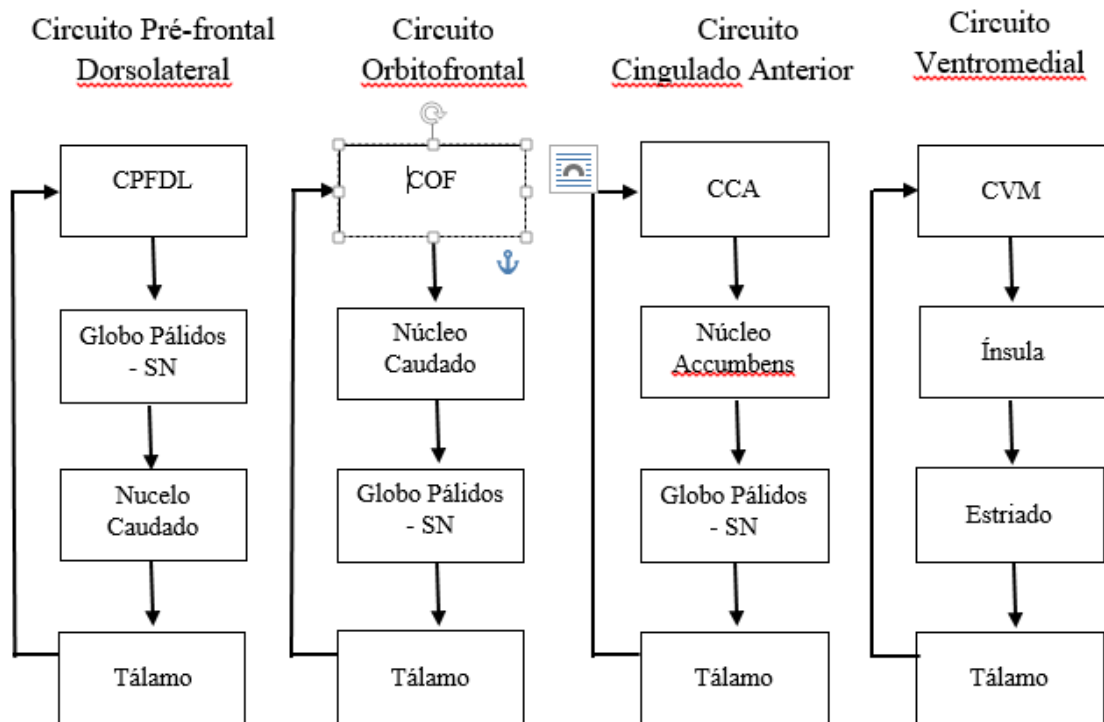 Circuito Pré-frontal
Dorsolateral
Circuito
Orbitofrontal
Circuito
Cingulado Anterior
Circuito
Ventromedial
CPFDL
COF
CCA
CVM
Globo Pálidos
- SN
Núcleo
Caudado
Núcleo
Accumbens
Ínsula
Nucelo
Caudado
Globo Pálidos
- SN
Globo Pálidos
- SN
Estriado
Tálamo
Tálamo
Tálamo
Tálamo